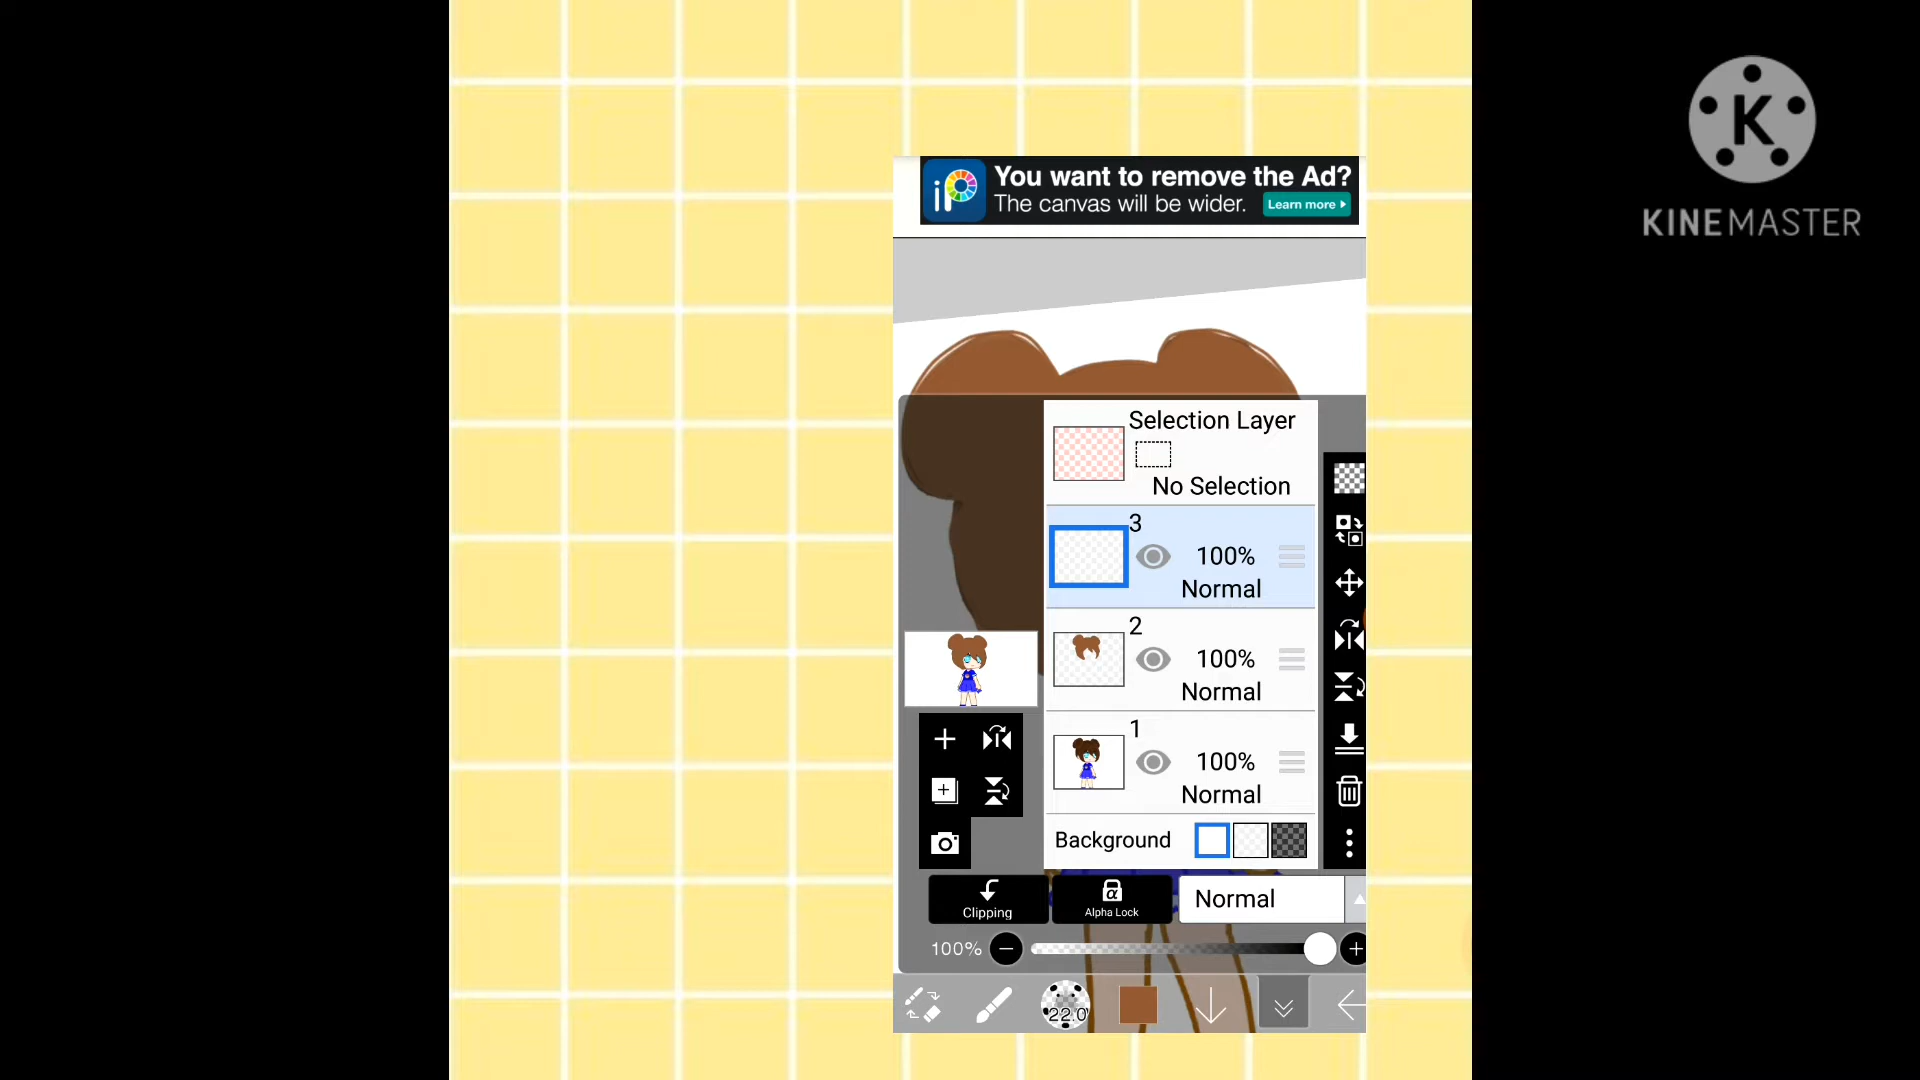 You want to remove the Ad?
The canvas will be wider.
Learn more
iP
K
KINEMASTER
Selection Layer
No Selection
3
100%
Normal
2
100%
Normal
1
100%
Normal
Background
Clipping
α
Alpha Lock
Normal
100%
22.0